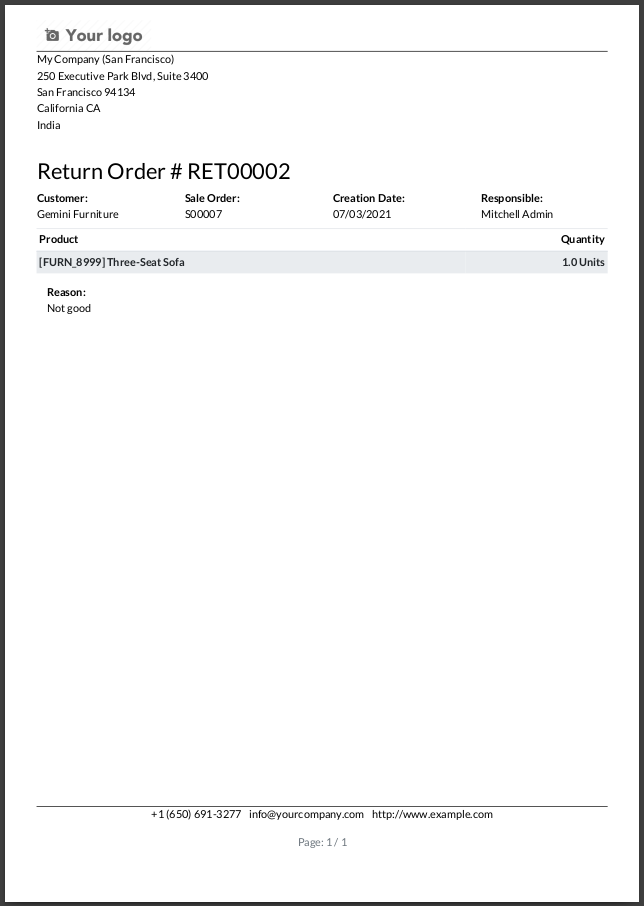 Your logo
My Company (San Francisco)
250 Executive Park Blvd, Suite 3400
San Francisco 94134
California CA
India
Return Order # RET00002
Customer: Sale Order: Creation Date: Responsible:
Gemini Furniture S00007 07/03/2021 Mitchell Admin
Product Quantity
[FURN_8999] Three-Seat Sofa 1.0 Units
Reason:
Not good
+1 (650) 691-3277 info@yourcompany.com http://www.example.com
Page: 1 / 1